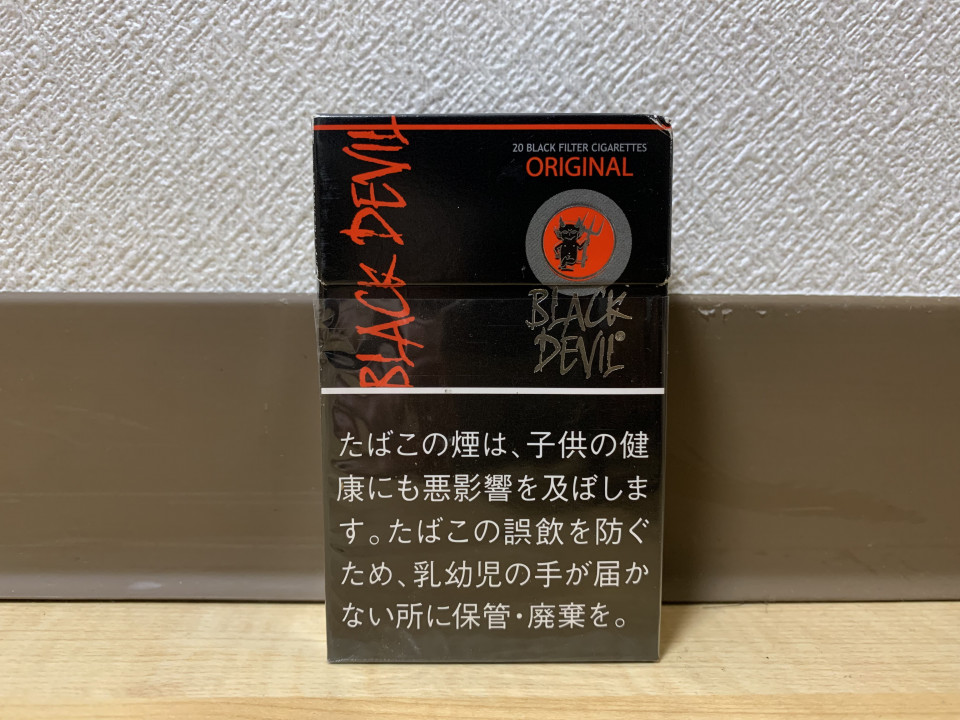 BLACK DEVIL
20 BLACK FILTER CIGARETTES
ORIGINAL
BLACK
DEVIL®
たばこの煙は、子供の健
康にも悪影響を及ぼしま
す。たばこの誤飲を防ぐ
ため、乳幼児の手が届か
ない所に保管・廃棄を。